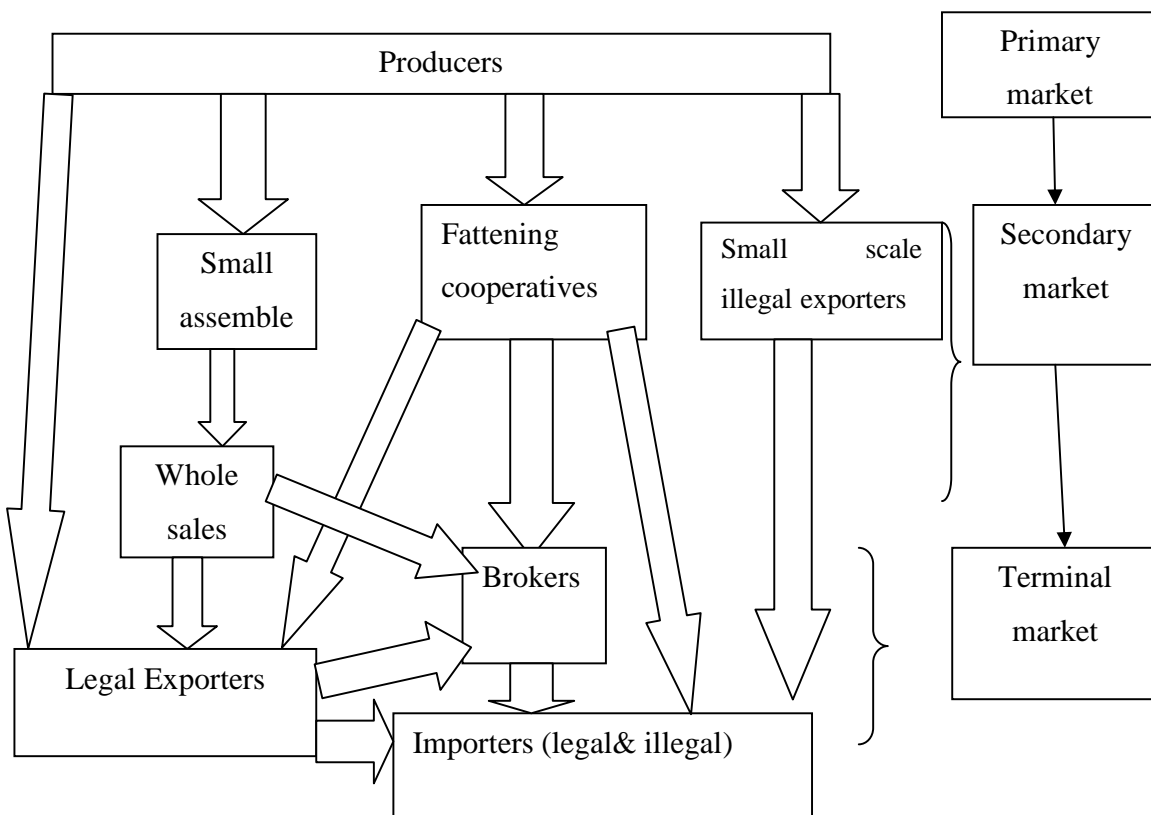 Producers
Primary
market
Fattening
cooperatives
Small scale
illegal exporters
Secondary
market
Small
assemble
Whole
sales
Brokers
Terminal
market
Legal Exporters
Importers (legal& illegal)